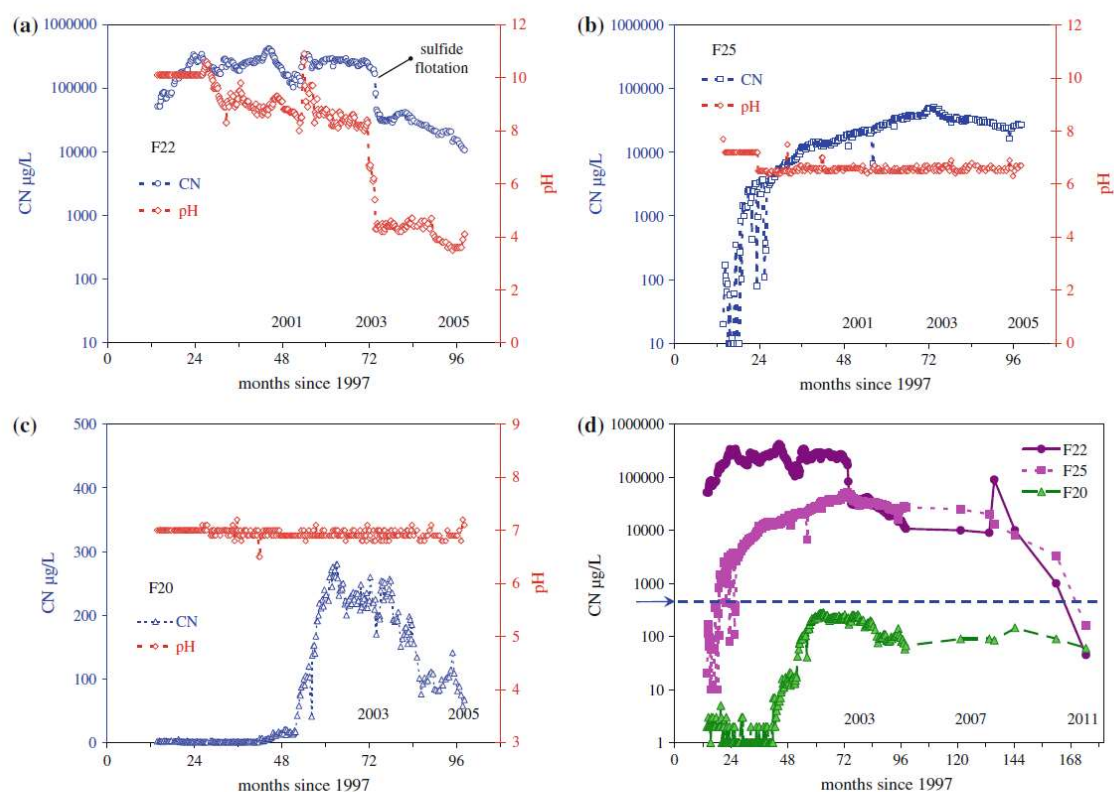 (a)
1000000
100000
10000
1000
100
10
CN µg/L
12
10
8
6
4
2
0
pH
sulfide
flotation
F22
CN
pH
2001
2003
2005
0
24
48
72
96
months since 1997
(b)
1000000
100000
10000
1000
100
10
CN µg/L
12
10
8
6
4
2
0
pH
F25
CN
pH
2001
2003
2005
0
24
48
72
96
months since 1997
(c)
500
400
300
200
100
0
CN µg/L
9
8
7
6
5
4
3
pH
F20
CN
pH
2003
2005
0
24
48
72
96
months since 1997
(d)
1000000
100000
10000
1000
100
10
1
CN µg/L
F22
F25
F20
2003
2007
2011
0
24
48
72
96
120
144
168
months since 1997